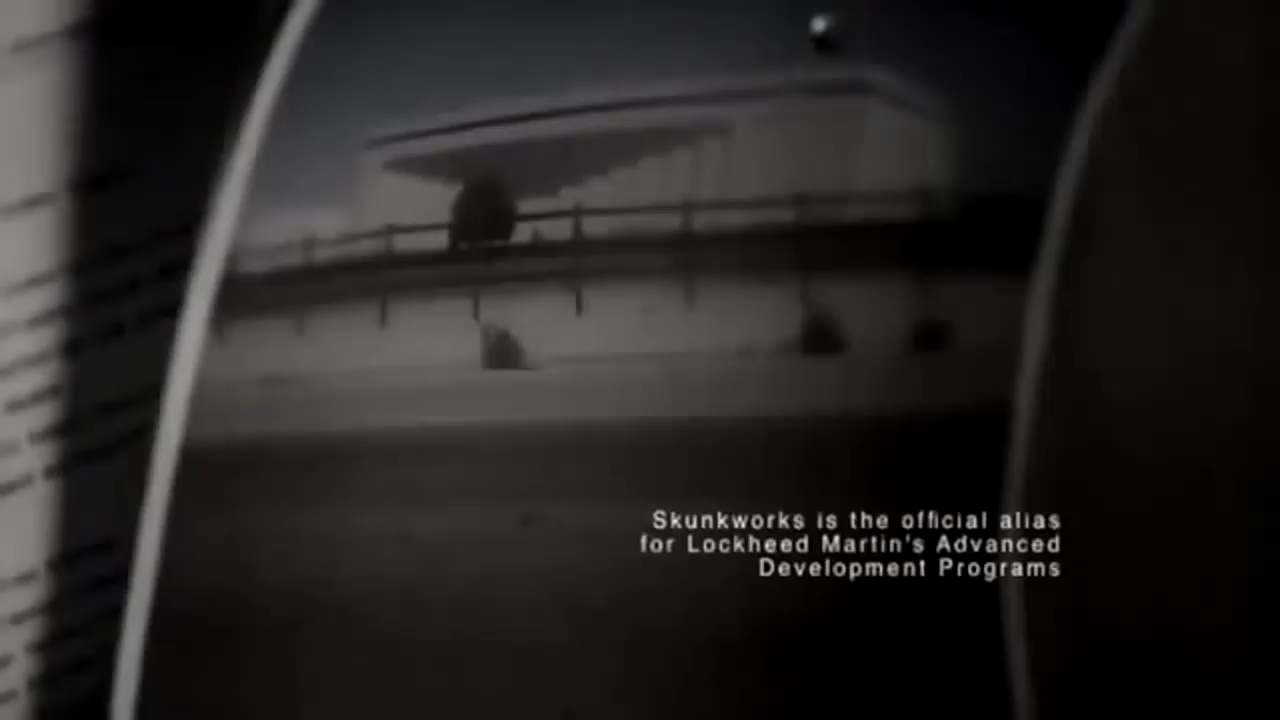 Skunkworks is the official alias
for Lockheed Martin's Advanced
Development Programs